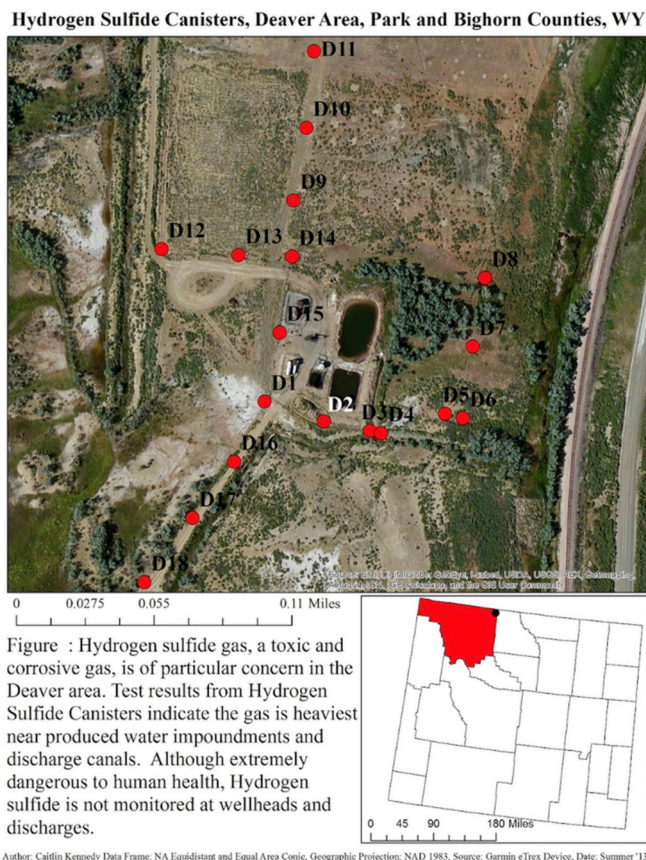 Hydrogen Sulfide Canisters, Deaver Area, Park and Bighorn Counties, WY
D11
D10
D9
D12
D13
D14
D8
D15
D7
D1
D2
D3
D4
D5
D6
D16
D17
D18
0 0.0275 0.055 0.11 Miles
Figure : Hydrogen sulfide gas, a toxic and
corrosive gas, is of particular concern in the
Deaver area. Test results from Hydrogen
Sulfide Canisters indicate the gas is heaviest
near produced water impoundments and
discharge canals. Although extremely
dangerous to human health, Hydrogen
sulfide is not monitored at wellheads and
discharges.
0 45 90 180 Miles
Author: Caitlin Kennedy Data Frame: NA Equidistant and Equal Area Conic, Geographic Projection: NAD 1983, Source: Garmin eTrex Device, Date: Summer '13